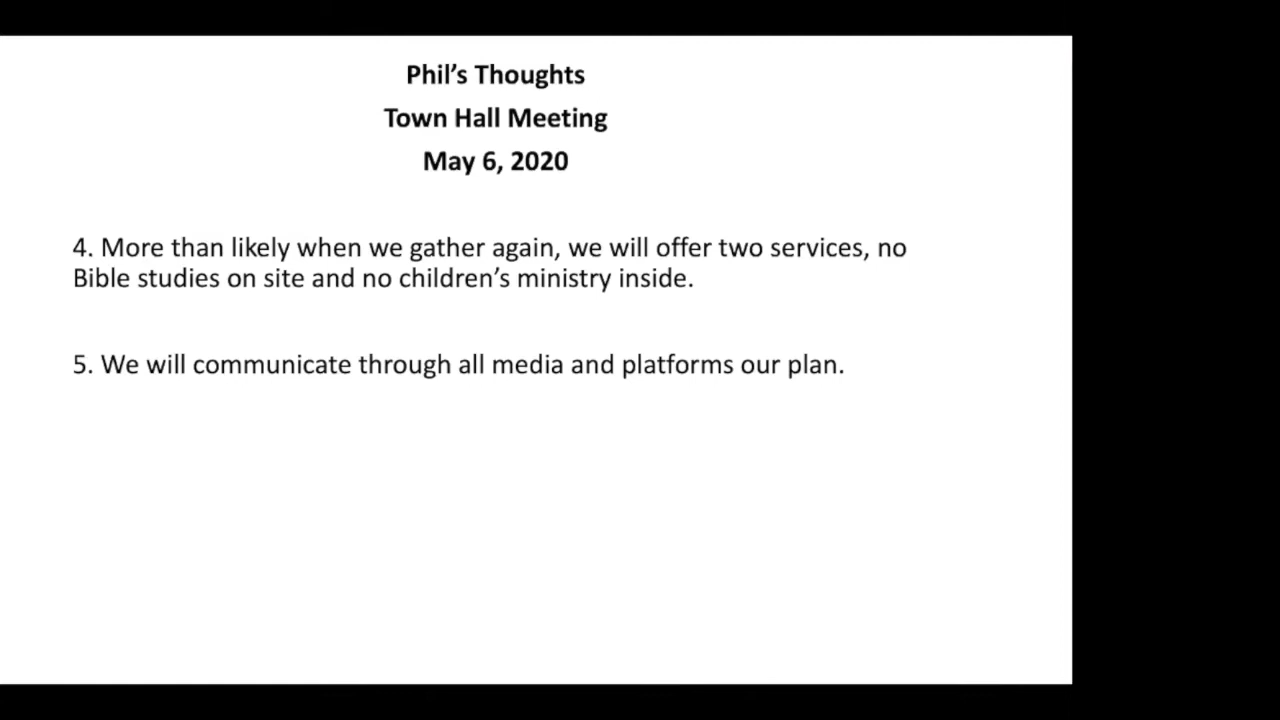 Phil’s Thoughts
Town Hall Meeting
May 6, 2020
4. More than likely when we gather again, we will offer two services, no
Bible studies on site and no children’s ministry inside.
5. We will communicate through all media and platforms our plan.